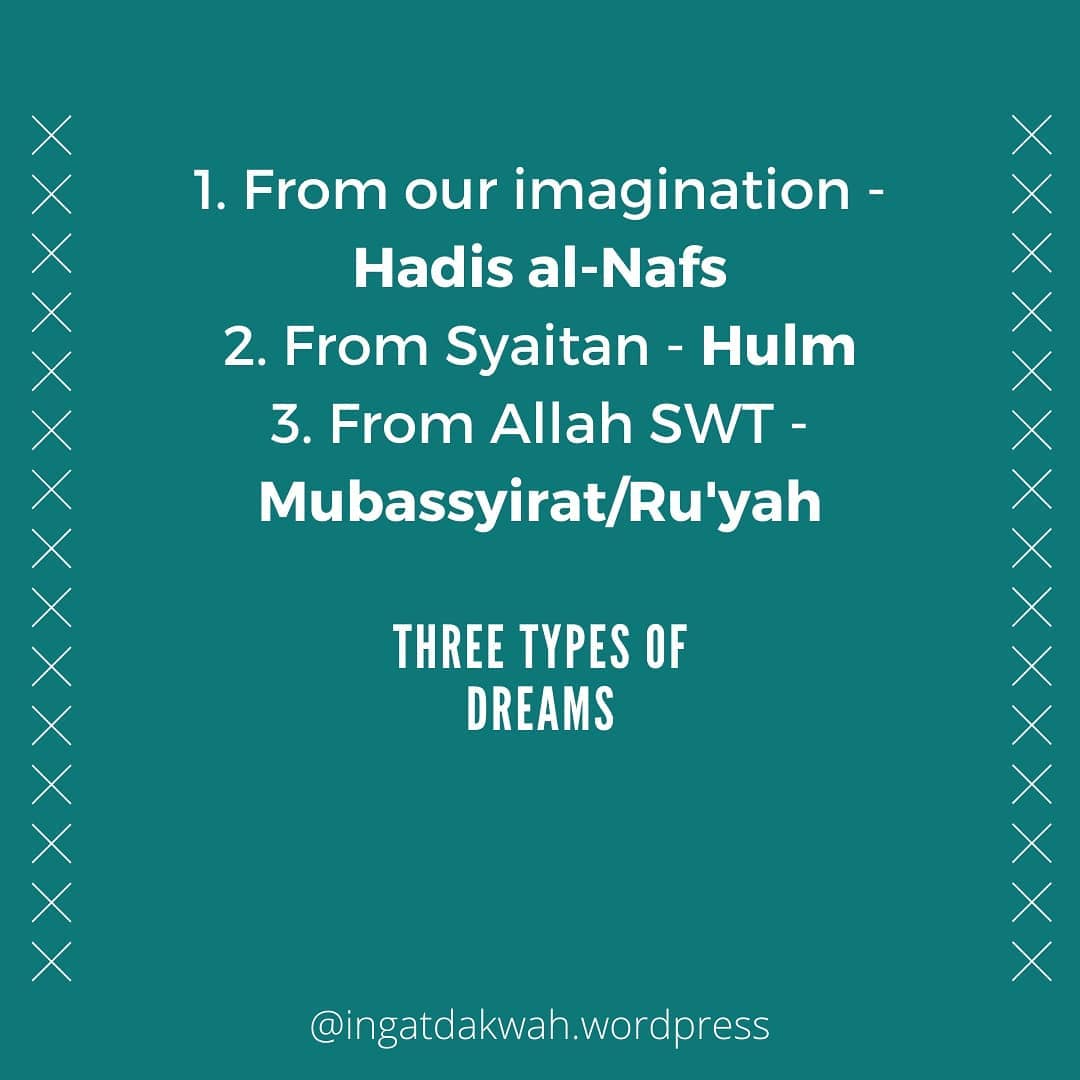 1. From our imagination -
Hadis al-Nafs
2. From Syaitan - Hulm
3. From Allah SWT -
Mubassyirat/Ru'yah
THREE TYPES OF
DREAMS
@ingatdakwah.wordpress